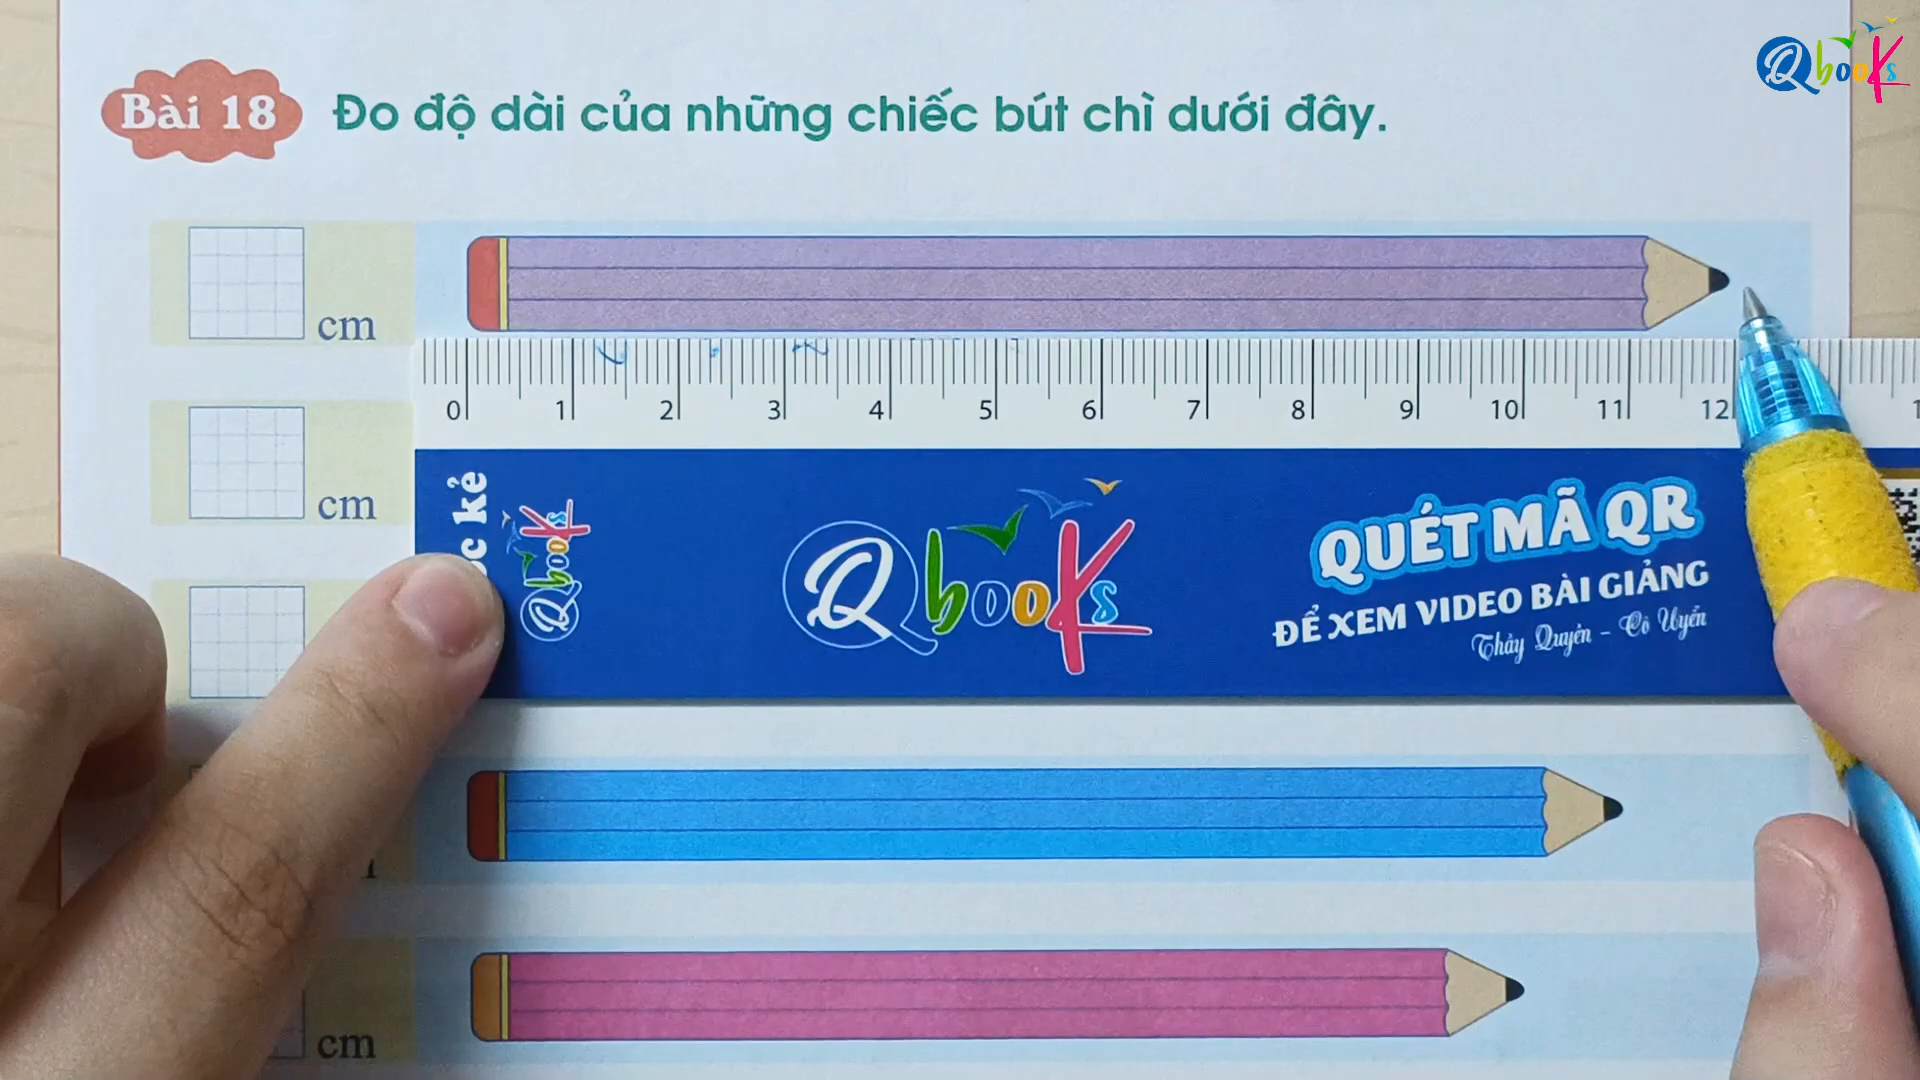 Qbooks
Bài 18 Đo độ dài của những chiếc bút chì dưới đây.
cm
0 1 2 3 4 5 6 7 8 9 10 11 12
cm
kẻ
Qbooks
Qbooks
QUÉT MÃ QR
ĐỂ XEM VIDEO BÀI GIẢNG
Thầy Quyền - Cô Uyển
cm